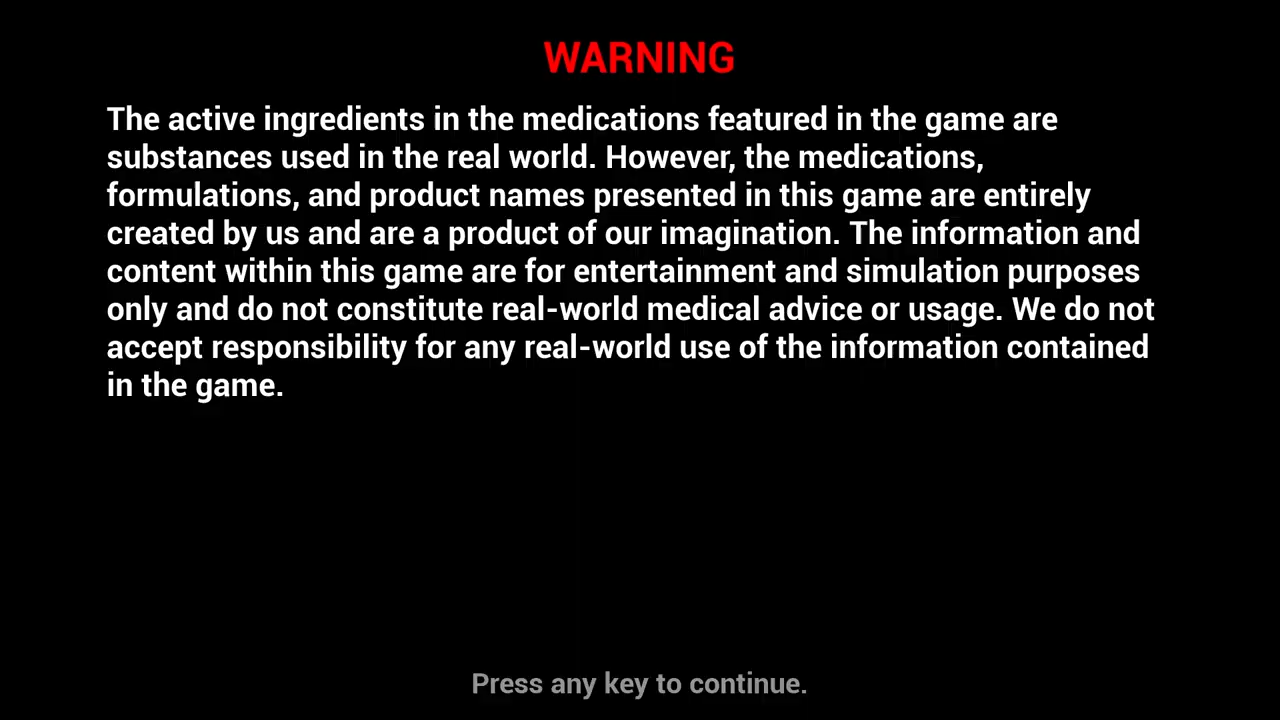 WARNING
The active ingredients in the medications featured in the game are
substances used in the real world. However, the medications,
formulations, and product names presented in this game are entirely
created by us and are a product of our imagination. The information and
content within this game are for entertainment and simulation purposes
only and do not constitute real-world medical advice or usage. We do not
accept responsibility for any real-world use of the information contained
in the game.
Press any key to continue.